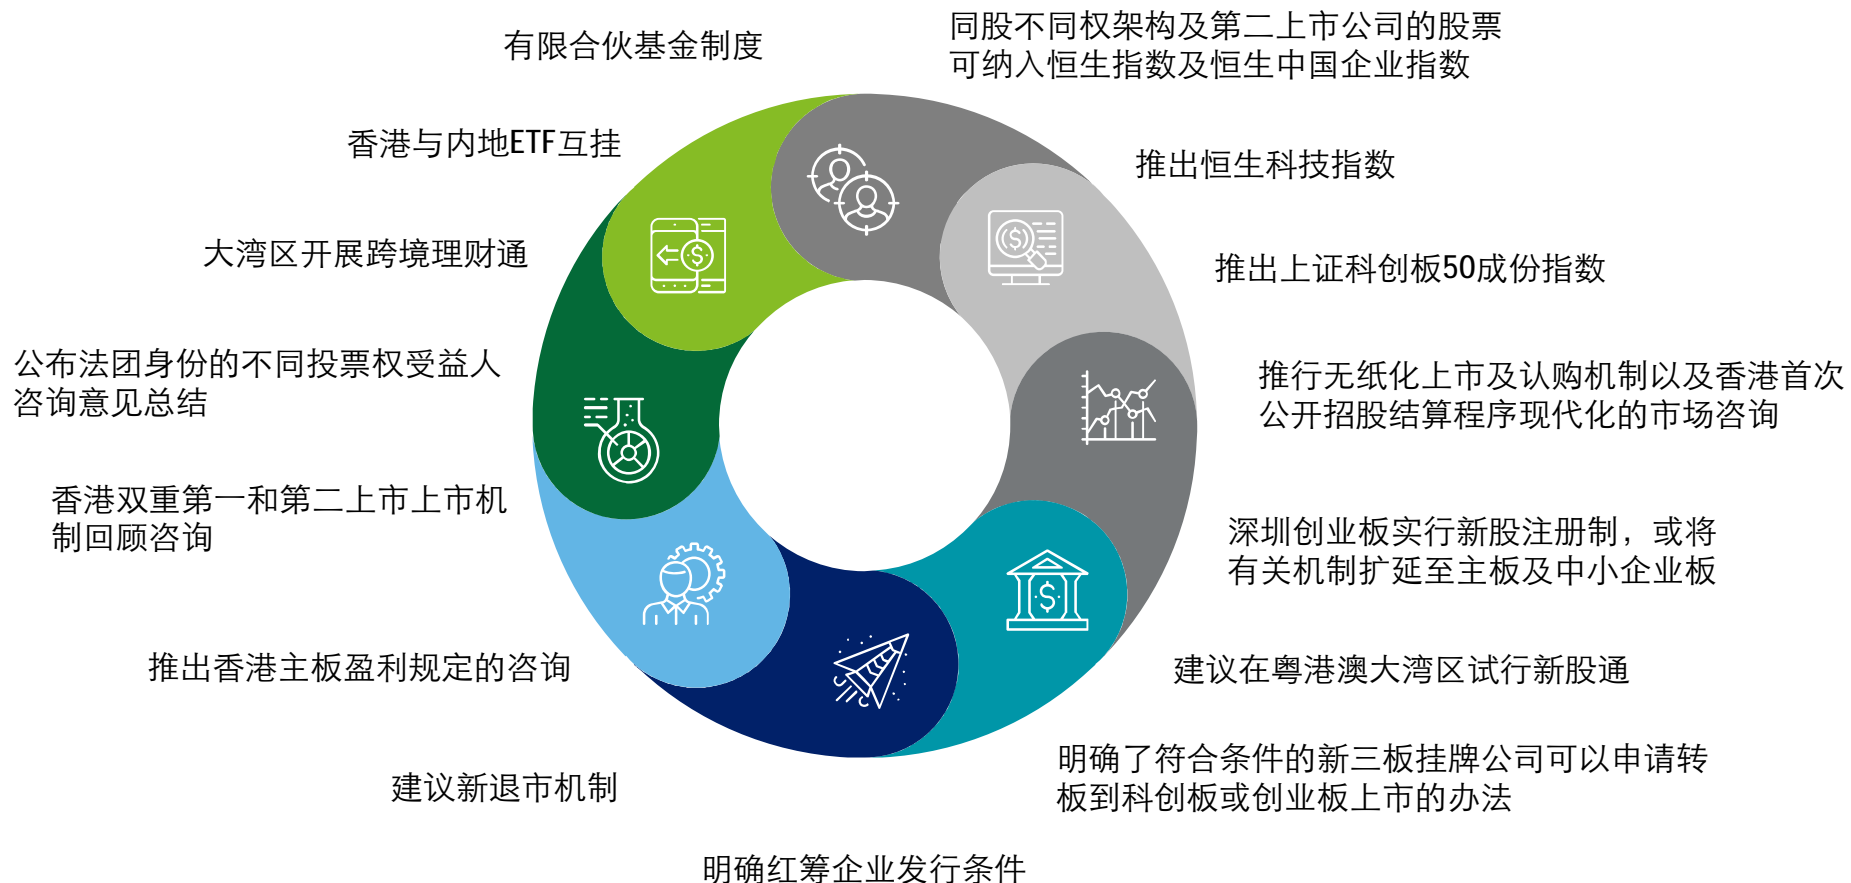 有限合伙基金制度
同股不同权架构及第二上市公司的股票
可纳入恒生指数及恒生中国企业指数
香港与内地ETF互挂
推出恒生科技指数
大湾区开展跨境理财通
推出上证科创板50成份指数
公布法团身份的不同投票权受益人
咨询意见总结
推行无纸化上市及认购机制以及香港首次
公开招股结算程序现代化的市场咨询
香港双重第一和第二上市上市机
制回顾咨询
深圳创业板实行新股注册制，或将
有关机制扩延至主板及中小企业板
推出香港主板盈利规定的咨询
建议在粤港澳大湾区试行新股通
建议新退市机制
明确了符合条件的新三板挂牌公司可以申请转
板到科创板或创业板上市的办法
明确红筹企业发行条件